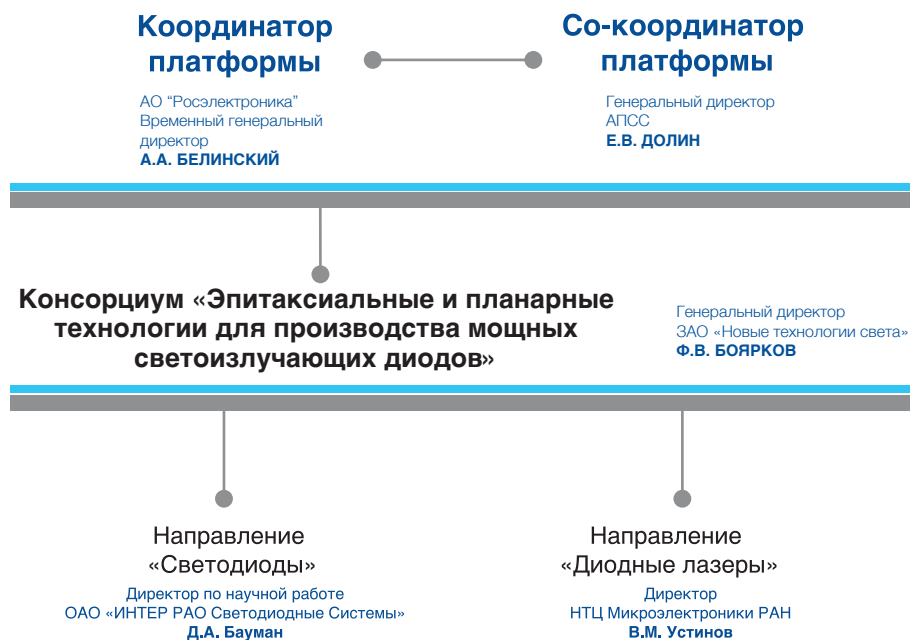 Координатор
платформы
АО “Росэлектроника”
Временный генеральный
директор
А.А. БЕЛИНСКИЙ
Со-координатор
платформы
Генеральный директор
АПСС
Е.В. ДОЛИН
Консорциум «Эпитаксиальные и планарные
технологии для производства мощных
светоизлучающих диодов»
Генеральный директор
ЗАО «Новые технологии света»
Ф.В. БОЯРКОВ
Направление
«Светодиоды»
Директор по научной работе
ОАО «ИНТЕР РАО Светодиодные Системы»
Д.А. Бауман
Направление
«Диодные лазеры»
Директор
НТЦ Микроэлектроники РАН
В.М. Устинов